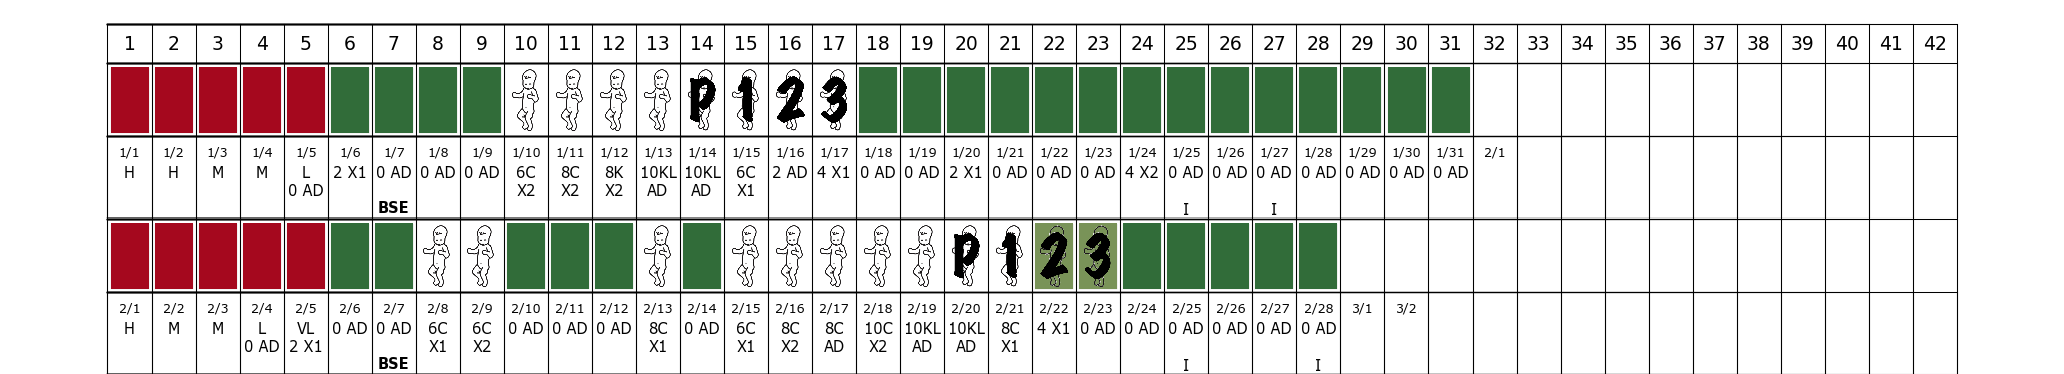 1 2 3 4 5 6 7 8 9 10 11 12 13 14 15 16 17 18 19 20 21 22 23 24 25 26 27 28 29 30 31 32 33 34 35 36 37 38 39 40 41 42
P 1 2 3
1/1 1/2 1/3 1/4 1/5 1/6 1/7 1/8 1/9 1/10 1/11 1/12 1/13 1/14 1/15 1/16 1/17 1/18 1/19 1/20 1/21 1/22 1/23 1/24 1/25 1/26 1/27 1/28 1/29 1/30 1/31 2/1
H H M M L 2 X1 0 AD 0 AD 0 AD 6C 8C 8K 10KL 10KL 6C 2 AD 4 X1 0 AD 0 AD 2 X1 0 AD 0 AD 0 AD 4 X2 0 AD 0 AD 0 AD 0 AD 0 AD 0 AD 0 AD
0 AD X2 X2 X2 AD AD X1
BSE I I
P 1 2 3
2/1 2/2 2/3 2/4 2/5 2/6 2/7 2/8 2/9 2/10 2/11 2/12 2/13 2/14 2/15 2/16 2/17 2/18 2/19 2/20 2/21 2/22 2/23 2/24 2/25 2/26 2/27 2/28 3/1 3/2
H M M L VL 0 AD 0 AD 6C 6C 0 AD 0 AD 0 AD 8C 0 AD 6C 8C 8C 10C 10KL 10KL 8C 4 X1 0 AD 0 AD 0 AD 0 AD 0 AD 0 AD
0 AD 2 X1 X1 X2 X1 X1 X2 AD X2 AD AD X1
BSE I I